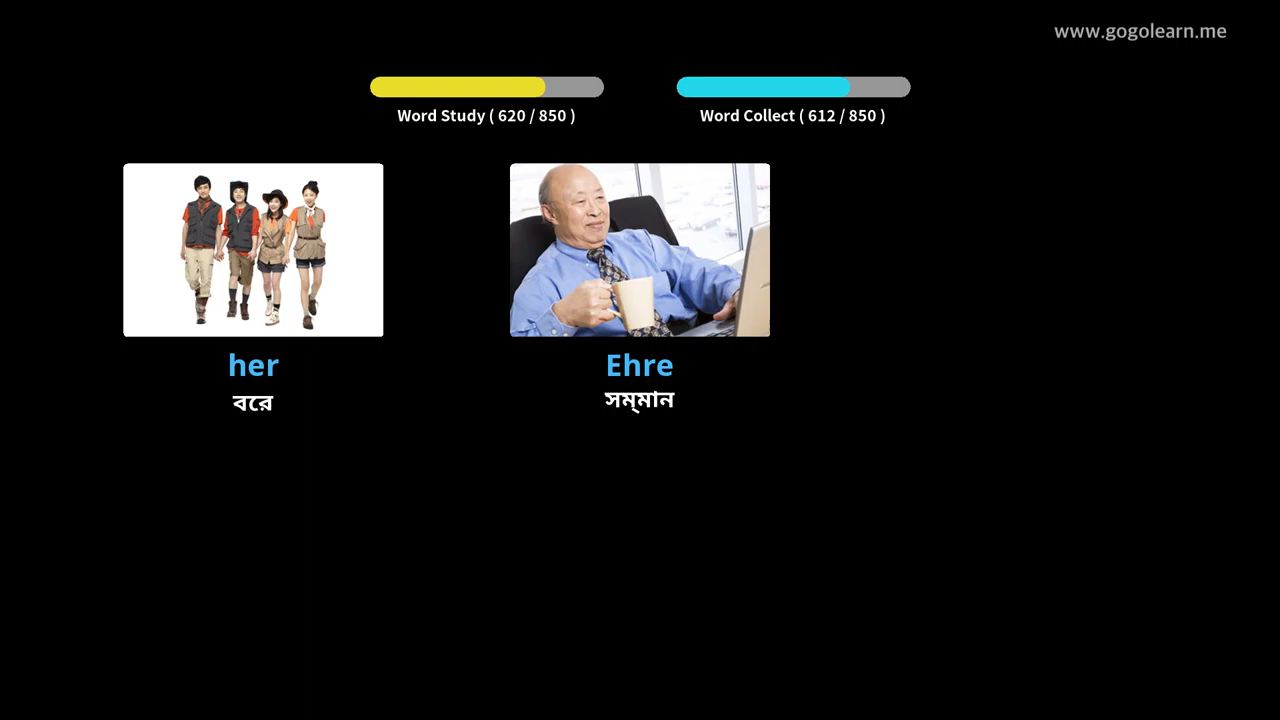 www.gogolearn.me
Word Study ( 620 / 850 )
Word Collect ( 612 / 850 )
her
বরে
Ehre
সম্মান